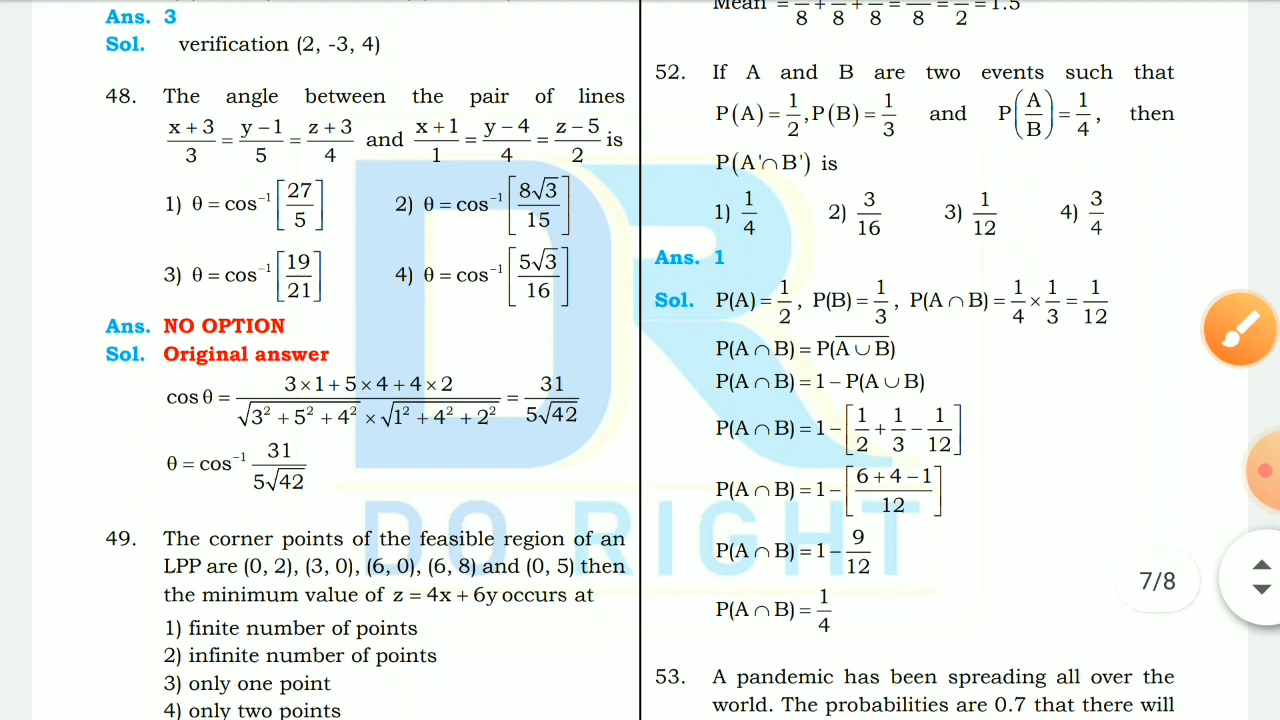 Ans. 3
Sol. verification (2, -3, 4)
48. The angle between the pair of lines
(x+3)/3 = (y−1)/5 = (z+3)/4 and (x+1)/1 = (y−4)/4 = (z−5)/2 is
1) θ = cos⁻¹[27/5] 2) θ = cos⁻¹[8√3/15]
3) θ = cos⁻¹[19/21] 4) θ = cos⁻¹[5√3/16]
Ans. NO OPTION
Sol. Original answer
cos θ = (3×1+5×4+4×2)/(√(3²+5²+4²) × √(1²+4²+2²)) = 31/(5√42)
θ = cos⁻¹ 31/(5√42)
49. The corner points of the feasible region of an
LPP are (0, 2), (3, 0), (6, 0), (6, 8) and (0, 5) then
the minimum value of z = 4x + 6y occurs at
1) finite number of points
2) infinite number of points
3) only one point
4) only two points
8 8 8 8 2 = 1.5
52. If A and B are two events such that
P(A) = 1/2, P(B) = 1/3 and P(A/B) = 1/4, then
P(A'∩B') is
1) 1/4 2) 3/16 3) 1/12 4) 3/4
Ans. 1
Sol. P(A) = 1/2, P(B) = 1/3, P(A∩B) = 1/4 × 1/3 = 1/12
P(A∩B) = P(A̅ ̅∪̅ ̅B̅)
P(A∩B) = 1 − P(A∪B)
P(A∩B) = 1 − [1/2 + 1/3 − 1/12]
P(A∩B) = 1 − [(6+4−1)/12]
P(A∩B) = 1 − 9/12
P(A∩B) = 1/4
53. A pandemic has been spreading all over the
world. The probabilities are 0.7 that there will
DR
DO RIGHT
7/8